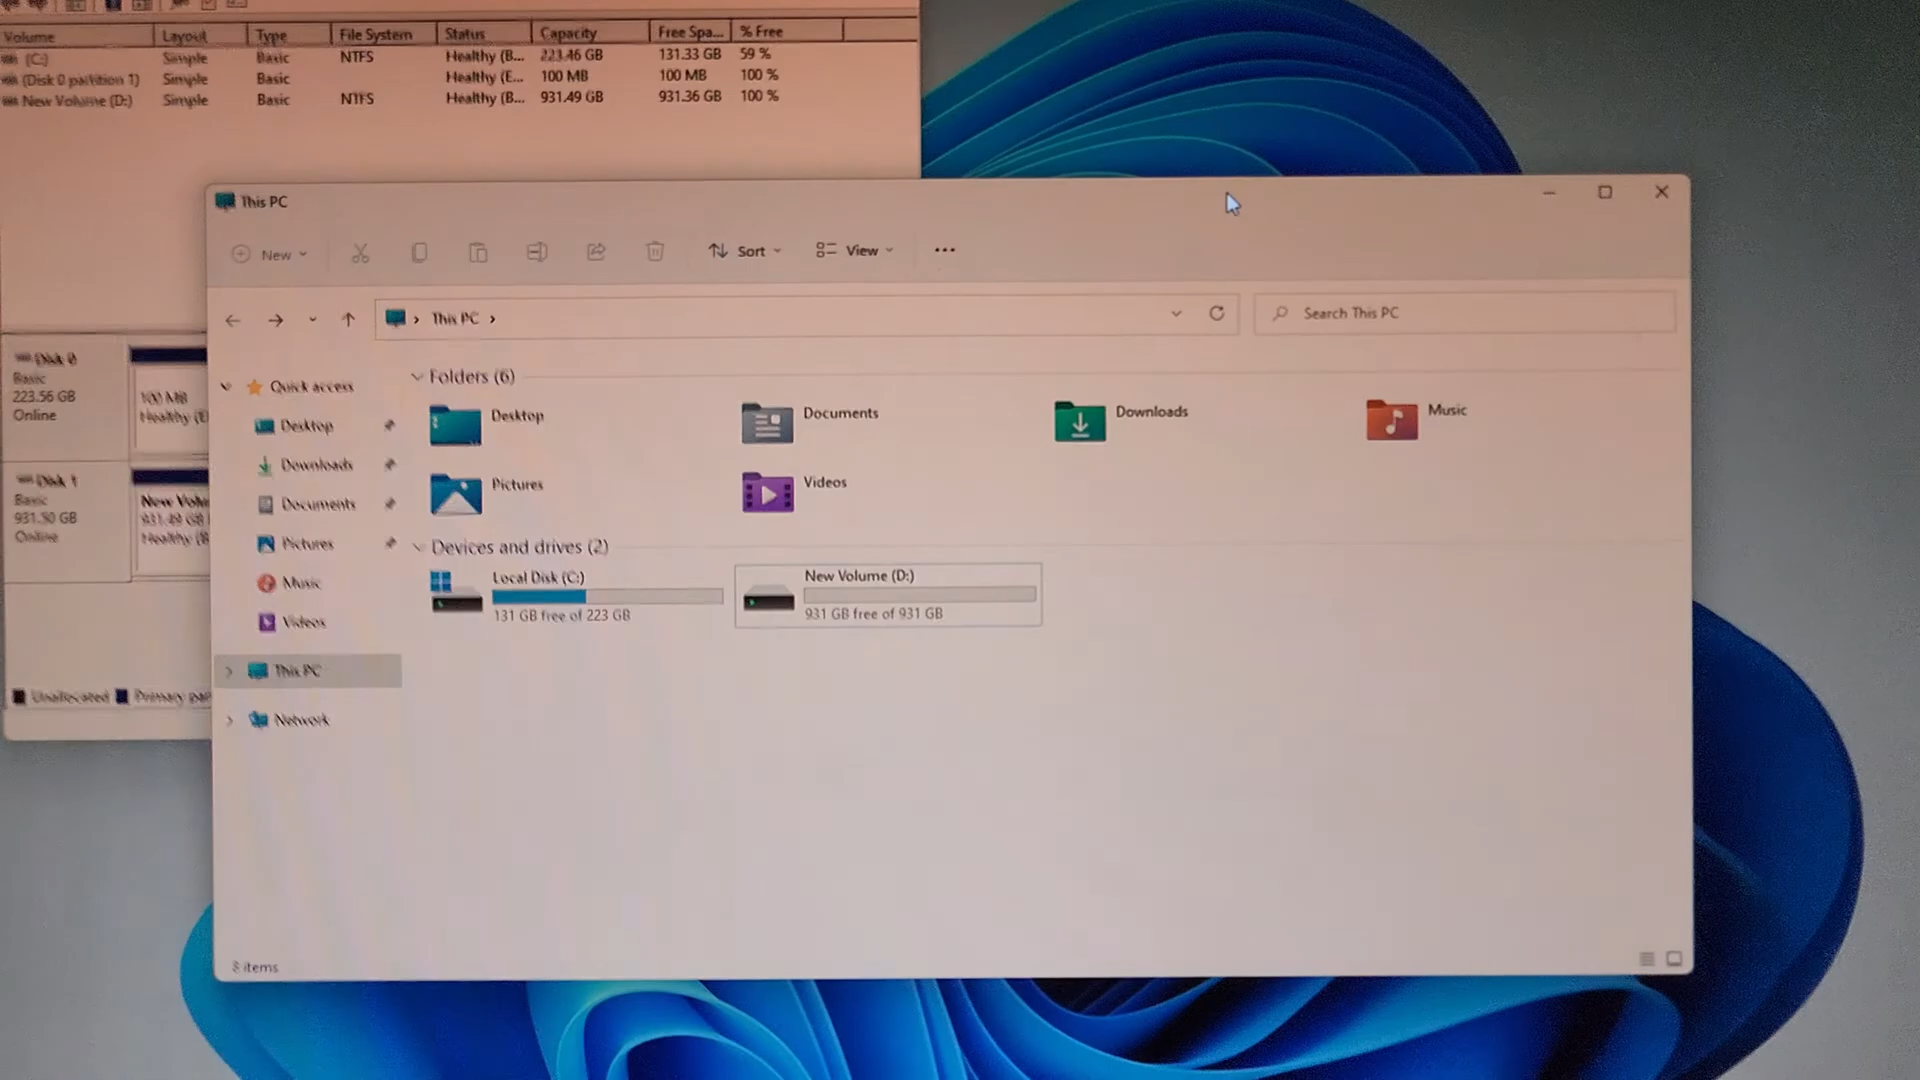 Volume Layout Type File System Status Capacity Free Spa... % Free
(C:) Simple Basic NTFS Healthy (B... 223.46 GB 131.33 GB 59 %
(Disk 0 partition 1) Simple Basic Healthy (E... 100 MB 100 MB 100 %
New Volume (D:) Simple Basic NTFS Healthy (B... 931.49 GB 931.36 GB 100 %
Disk 0
Basic
223.56 GB
Online
100 MB
Healthy (E
Disk 1
Basic
931.50 GB
Online
New Volu
931.49 GB
Healthy (B
Unallocated Primary par
This PC
New Sort View
This PC
Search This PC
Quick access
Desktop
Downloads
Documents
Pictures
Music
Videos
This PC
Network
Folders (6)
Desktop Documents Downloads Music
Pictures Videos
Devices and drives (2)
Local Disk (C:)
131 GB free of 223 GB
New Volume (D:)
931 GB free of 931 GB
8 items